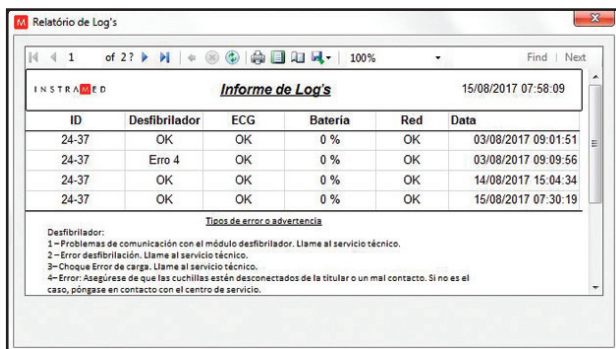 M Relatório de Log's
1 of 2? 100% Find | Next
INSTRAMED Informe de Log's 15/08/2017 07:58:09
ID Desfibrilador ECG Batería Red Data
24-37 OK OK 0 % OK 03/08/2017 09:01:51
24-37 Erro 4 OK 0 % OK 03/08/2017 09:09:56
24-37 OK OK 0 % OK 14/08/2017 15:04:34
24-37 OK OK 0 % OK 15/08/2017 07:30:19
Tipos de error o advertencia
Desfibrilador:
1 – Problemas de comunicación con el módulo desfibrilador. Llame al servicio técnico.
2 – Error desfibrilación. Llame al servicio técnico.
3– Choque Error de carga. Llame al servicio técnico.
4– Error: Asegúrese de que las cuchillas estén desconectados de la titular o un mal contacto. Si no es el
caso, póngase en contacto con el centro de servicio.